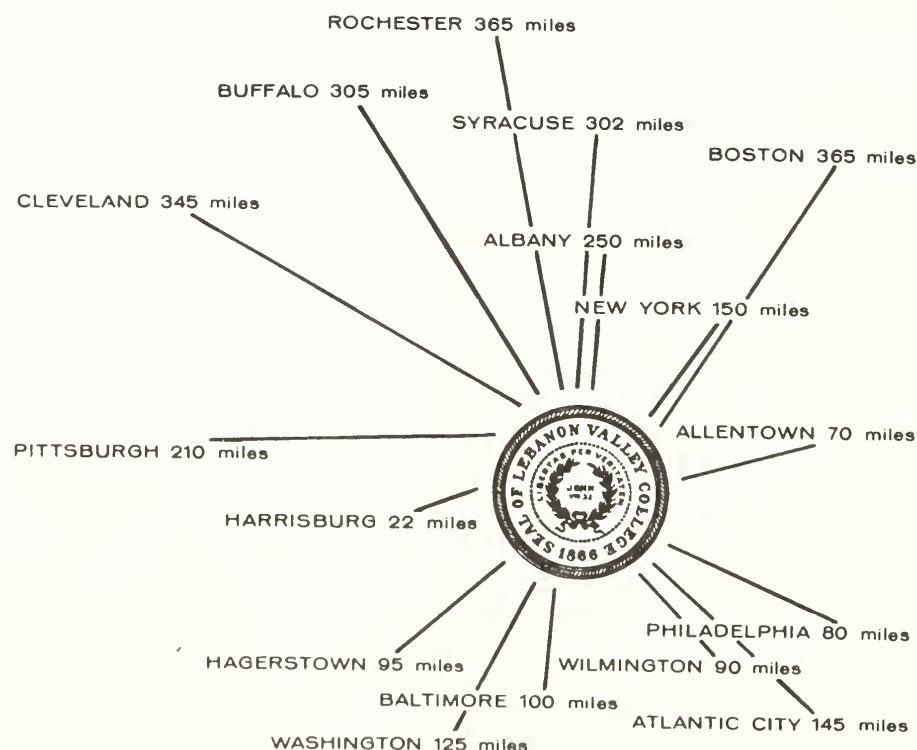 ROCHESTER 365 miles
BUFFALO 305 miles
SYRACUSE 302 miles
BOSTON 365 miles
CLEVELAND 345 miles
ALBANY 250 miles
NEW YORK 150 miles
ALLENTOWN 70 miles
PITTSBURGH 210 miles
SEAL OF LEBANON VALLEY COLLEGE
LIBERTAS PER VERITATEM
JOHN
VIII 32
1866
HARRISBURG 22 miles
PHILADELPHIA 80 miles
HAGERSTOWN 95 miles
WILMINGTON 90 miles
BALTIMORE 100 miles
ATLANTIC CITY 145 miles
WASHINGTON 125 miles